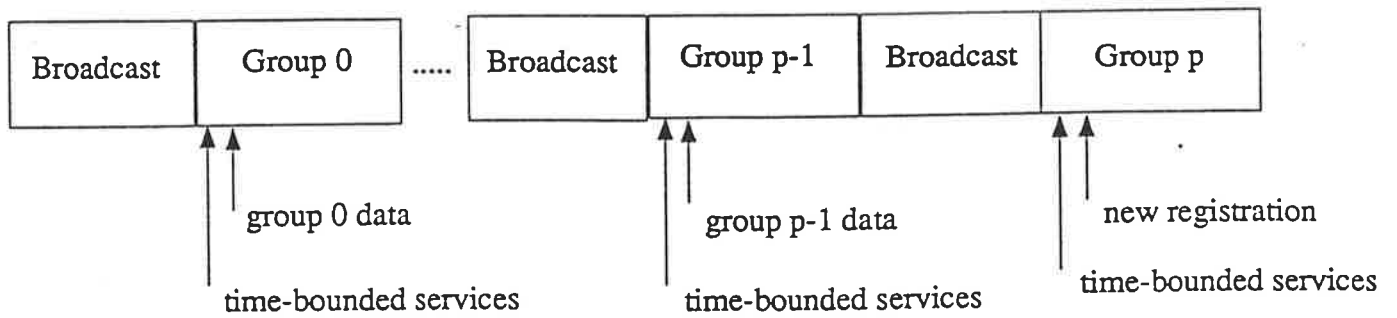 Broadcast Group 0 ..... Broadcast Group p-1 Broadcast Group p
group 0 data group p-1 data new registration
time-bounded services time-bounded services time-bounded services